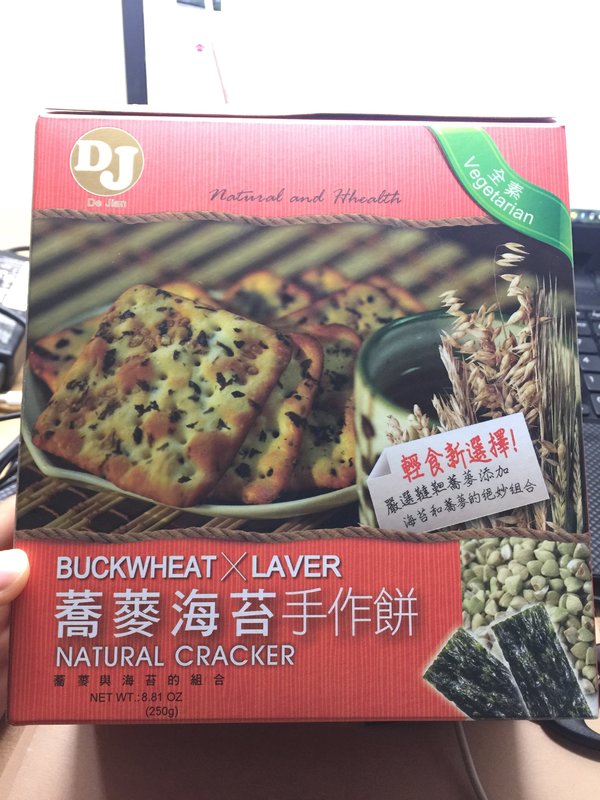 DJ
De Jian
Natural and Hhealth
全素
Vegetarian
輕食新選擇!
嚴選韃靼蕎麥添加
海苔和蕎麥的絕妙組合
BUCKWHEAT X LAVER
蕎麥海苔手作餅
NATURAL CRACKER
蕎麥與海苔的組合
NET WT.:8.81 OZ
(250g)